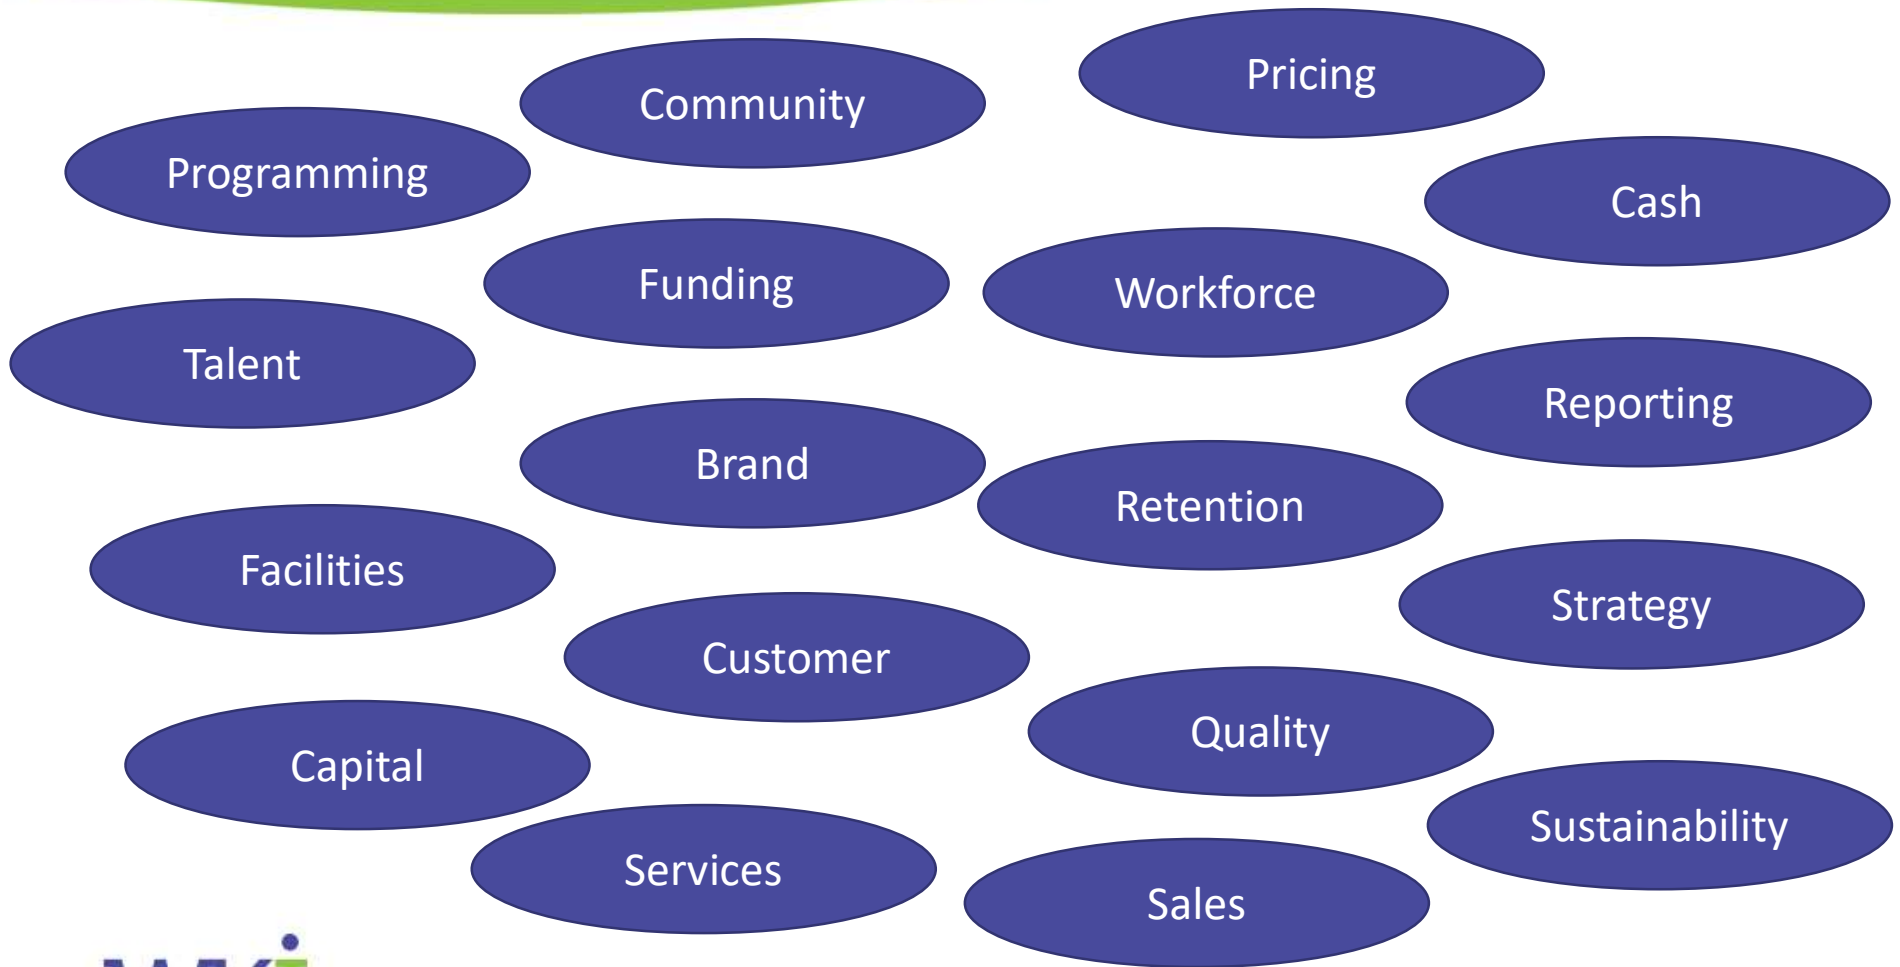 Community
Pricing
Programming
Cash
Funding
Workforce
Talent
Reporting
Brand
Retention
Facilities
Strategy
Customer
Quality
Capital
Sustainability
Services
Sales